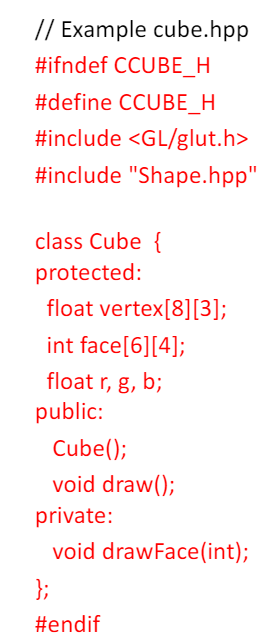 // Example cube.hpp
#ifndef CCUBE_H
#define CCUBE_H
#include <GL/glut.h>
#include "Shape.hpp"
class Cube  {
protected:
  float vertex[8][3];
  int face[6][4];
  float r, g, b;
public:
   Cube();
   void draw();
private:
   void drawFace(int);
};
#endif